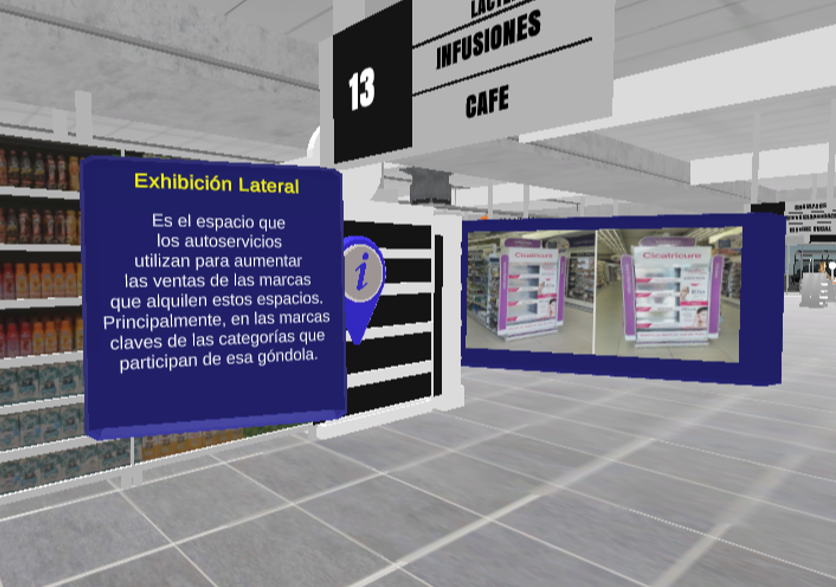 LACTE
INFUSIONES
13
CAFE
Exhibición Lateral
Es el espacio que
los autoservicios
utilizan para aumentar
las ventas de las marcas
que alquilen estos espacios.
Principalmente, en las marcas
claves de las categorías que
participan de esa góndola.
i
Cicatricure
Cicatricure